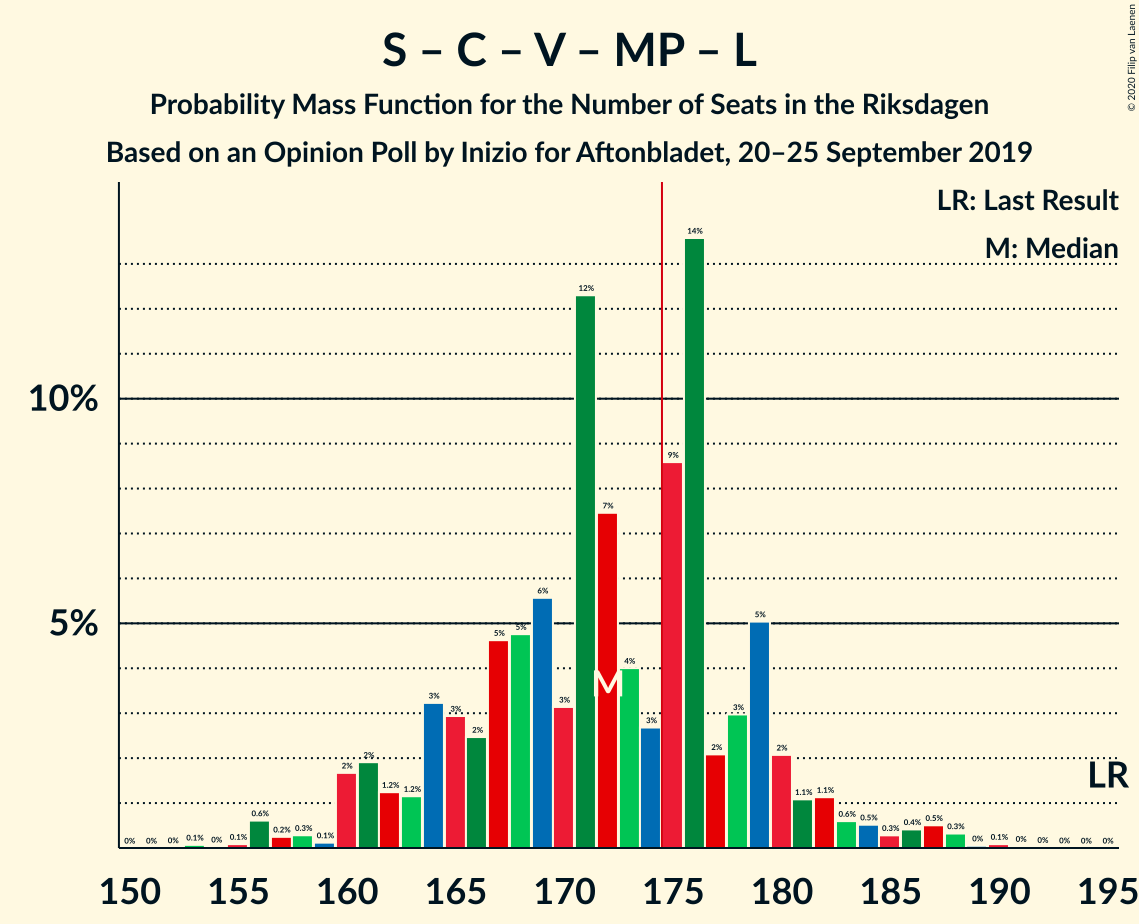 S – C – V – MP – L
Probability Mass Function for the Number of Seats in the Riksdagen
Based on an Opinion Poll by Inizio for Aftonbladet, 20–25 September 2019
© 2020 Filip van Laenen
LR: Last Result
M: Median
10%
5%
0% 0% 0% 0.1% 0% 0.1% 0.6% 0.2% 0.3% 0.1% 2% 2% 1.2% 1.2% 3% 3% 2% 5% 5% 6% 3% 12% 7% 4% 3% 9% 14% 2% 3% 5% 2% 1.1% 1.1% 0.6% 0.5% 0.3% 0.4% 0.5% 0.3% 0% 0.1% 0% 0% 0% 0% 0%
M
LR
150 155 160 165 170 175 180 185 190 195